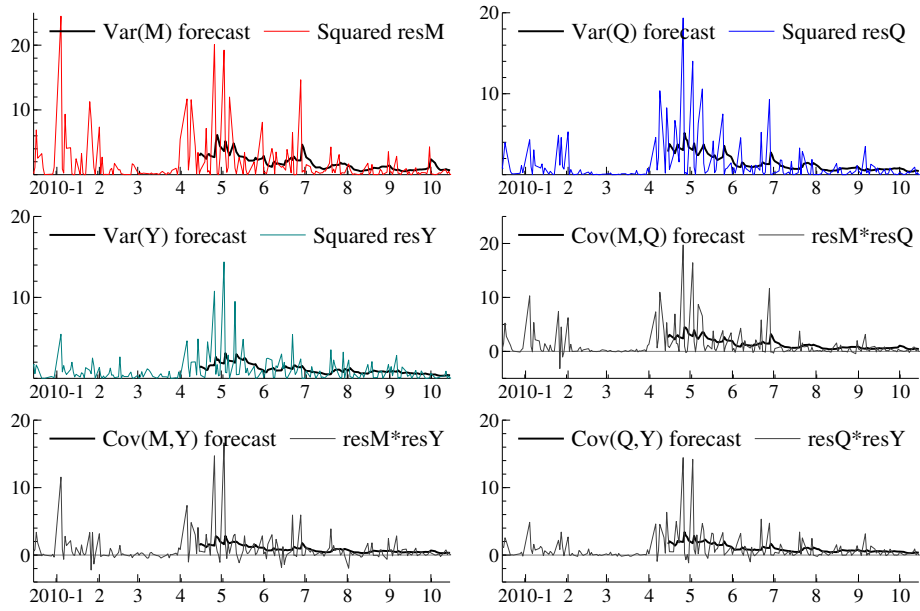 Var(M) forecast Squared resM
20
10
2010-1 2 3 4 5 6 7 8 9 10
Var(Q) forecast Squared resQ
20
10
2010-1 2 3 4 5 6 7 8 9 10
20
Var(Y) forecast Squared resY
10
2010-1 2 3 4 5 6 7 8 9 10
Cov(M,Q) forecast resM*resQ
20
10
0
2010-1 2 3 4 5 6 7 8 9 10
20
Cov(M,Y) forecast resM*resY
10
0
2010-1 2 3 4 5 6 7 8 9 10
20
Cov(Q,Y) forecast resQ*resY
10
0
2010-1 2 3 4 5 6 7 8 9 10